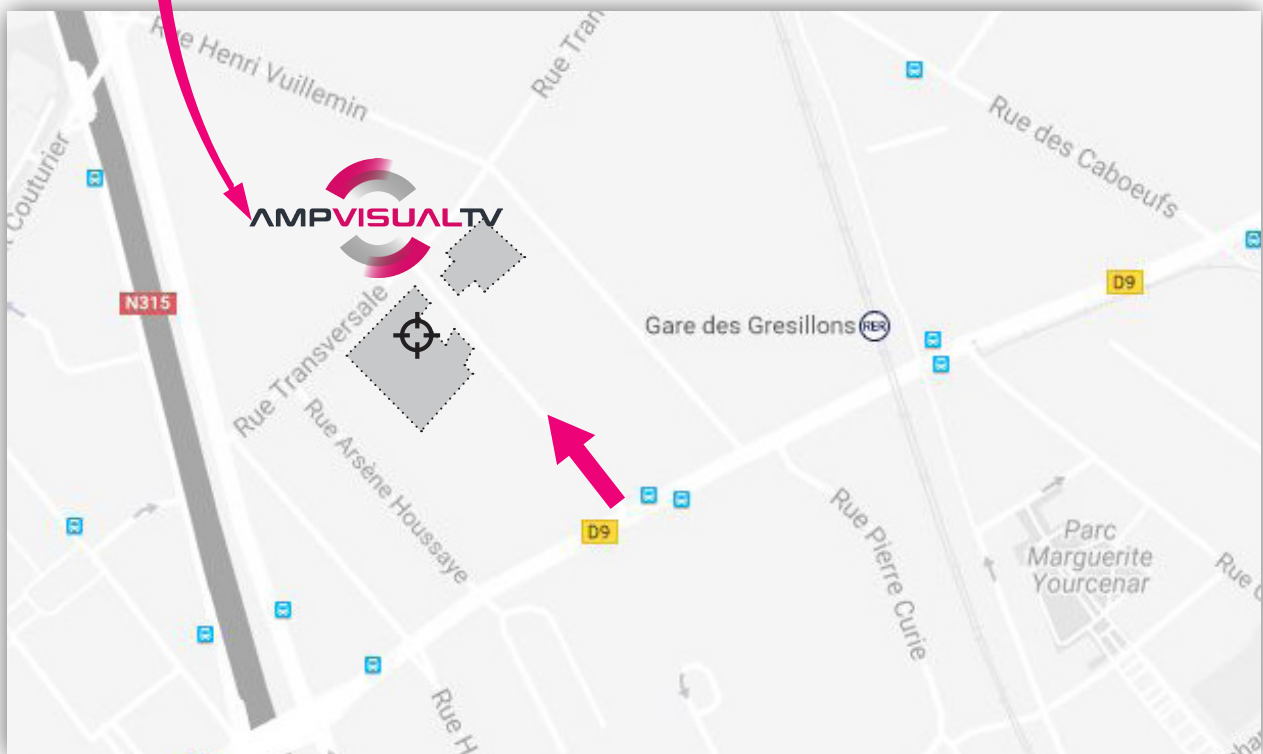 Rue Henri Vuillemin
Rue Tran
Rue des Caboeufs
Couturier
AMPVISUALTV
N315
D9
Gare des Gresillons RER
Rue Transversale
Rue Arsène Houssaye
D9
Rue Pierre Curie
Parc
Marguerite
Yourcenar
Rue
Rue H